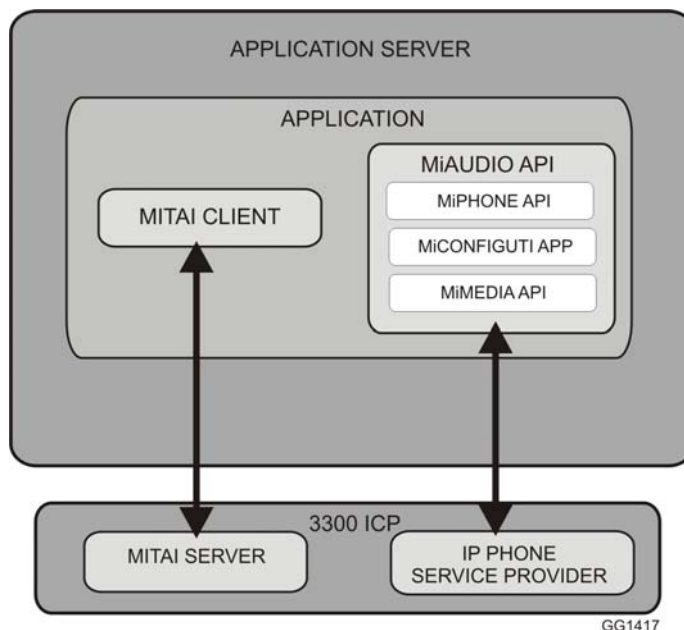 APPLICATION SERVER
APPLICATION
MiAUDIO API
MiPHONE API
MITAI CLIENT
MiCONFIGUTI APP
MiMEDIA API
3300 ICP
MITAI SERVER
IP PHONE
SERVICE PROVIDER
GG1417